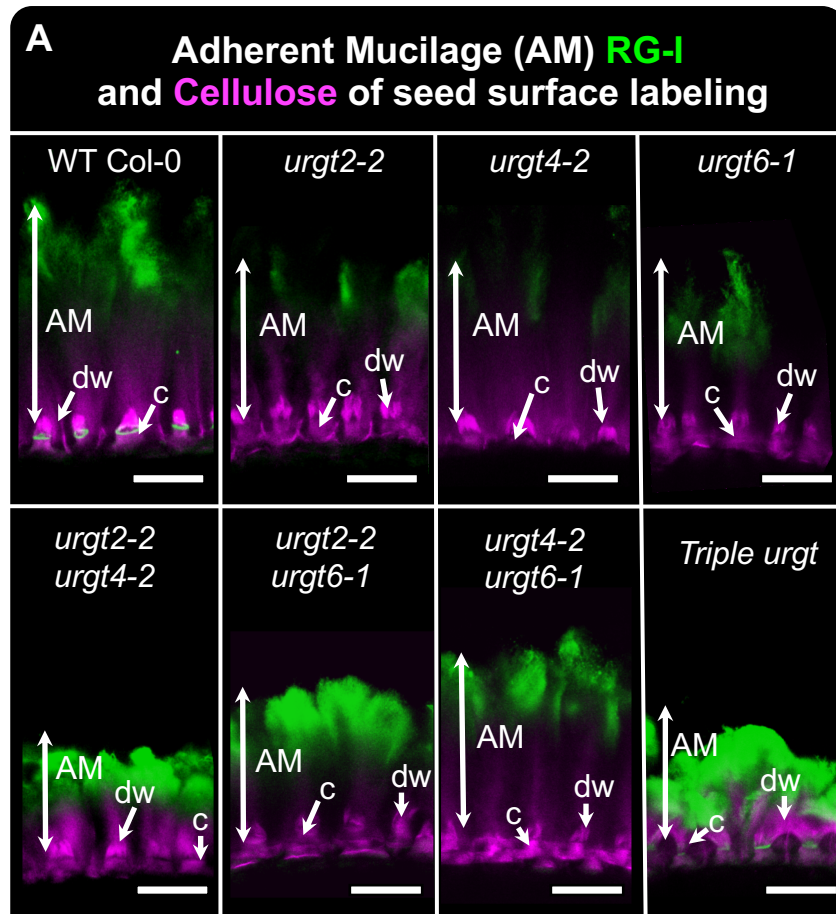 A
Adherent Mucilage (AM) RG-I
and Cellulose of seed surface labeling
WT Col-0
AM
dw
c
urgt2-2
AM
dw
c
urgt4-2
AM
c
dw
urgt6-1
AM
c
dw
urgt2-2
urgt4-2
AM
dw
c
urgt2-2
urgt6-1
AM
c
dw
urgt4-2
urgt6-1
AM
c
dw
Triple urgt
AM
dw
c